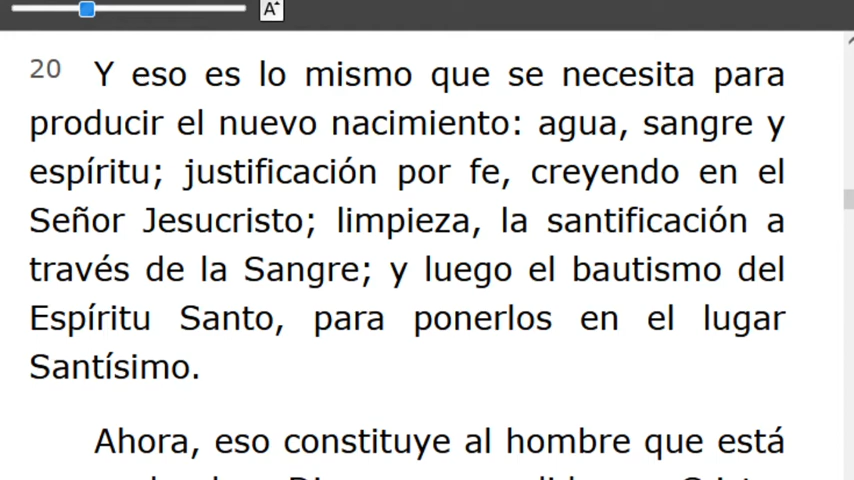 A
20 Y eso es lo mismo que se necesita para
producir el nuevo nacimiento: agua, sangre y
espíritu; justificación por fe, creyendo en el
Señor Jesucristo; limpieza, la santificación a
través de la Sangre; y luego el bautismo del
Espíritu Santo, para ponerlos en el lugar
Santísimo.
Ahora, eso constituye al hombre que está